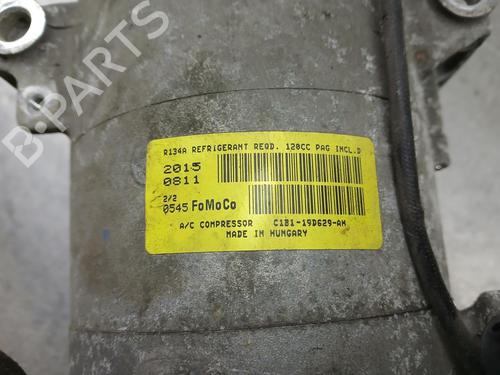 R134A REFRIGERANT REQD. 120CC PAG INCL.D
2015
0811
2/2
0545 FoMoCo
A/C COMPRESSOR C1B1-19D629-AM
MADE IN HUNGARY
B-PARTS